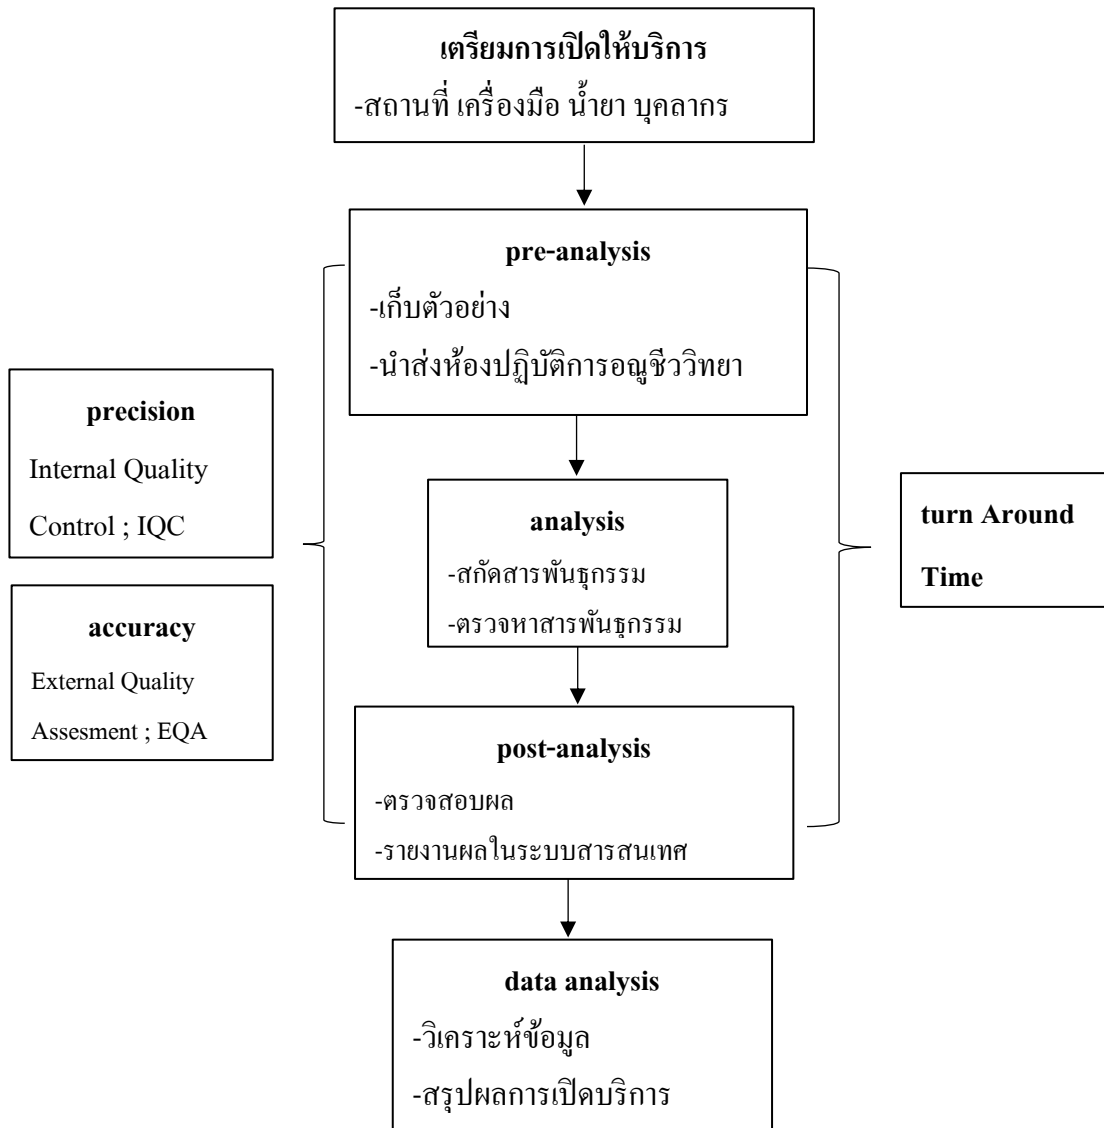 เตรียมการเปิดให้บริการ
-สถานที่ เครื่องมือ น้ำยา บุคลากร
pre-analysis
-เก็บตัวอย่าง
-นำส่งห้องปฏิบัติการอณูชีววิทยา
precision
Internal Quality
Control ; IQC
accuracy
External Quality
Assesment ; EQA
analysis
-สกัดสารพันธุกรรม
-ตรวจหาสารพันธุกรรม
turn Around
Time
post-analysis
-ตรวจสอบผล
-รายงานผลในระบบสารสนเทศ
data analysis
-วิเคราะห์ข้อมูล
-สรุปผลการเปิดบริการ